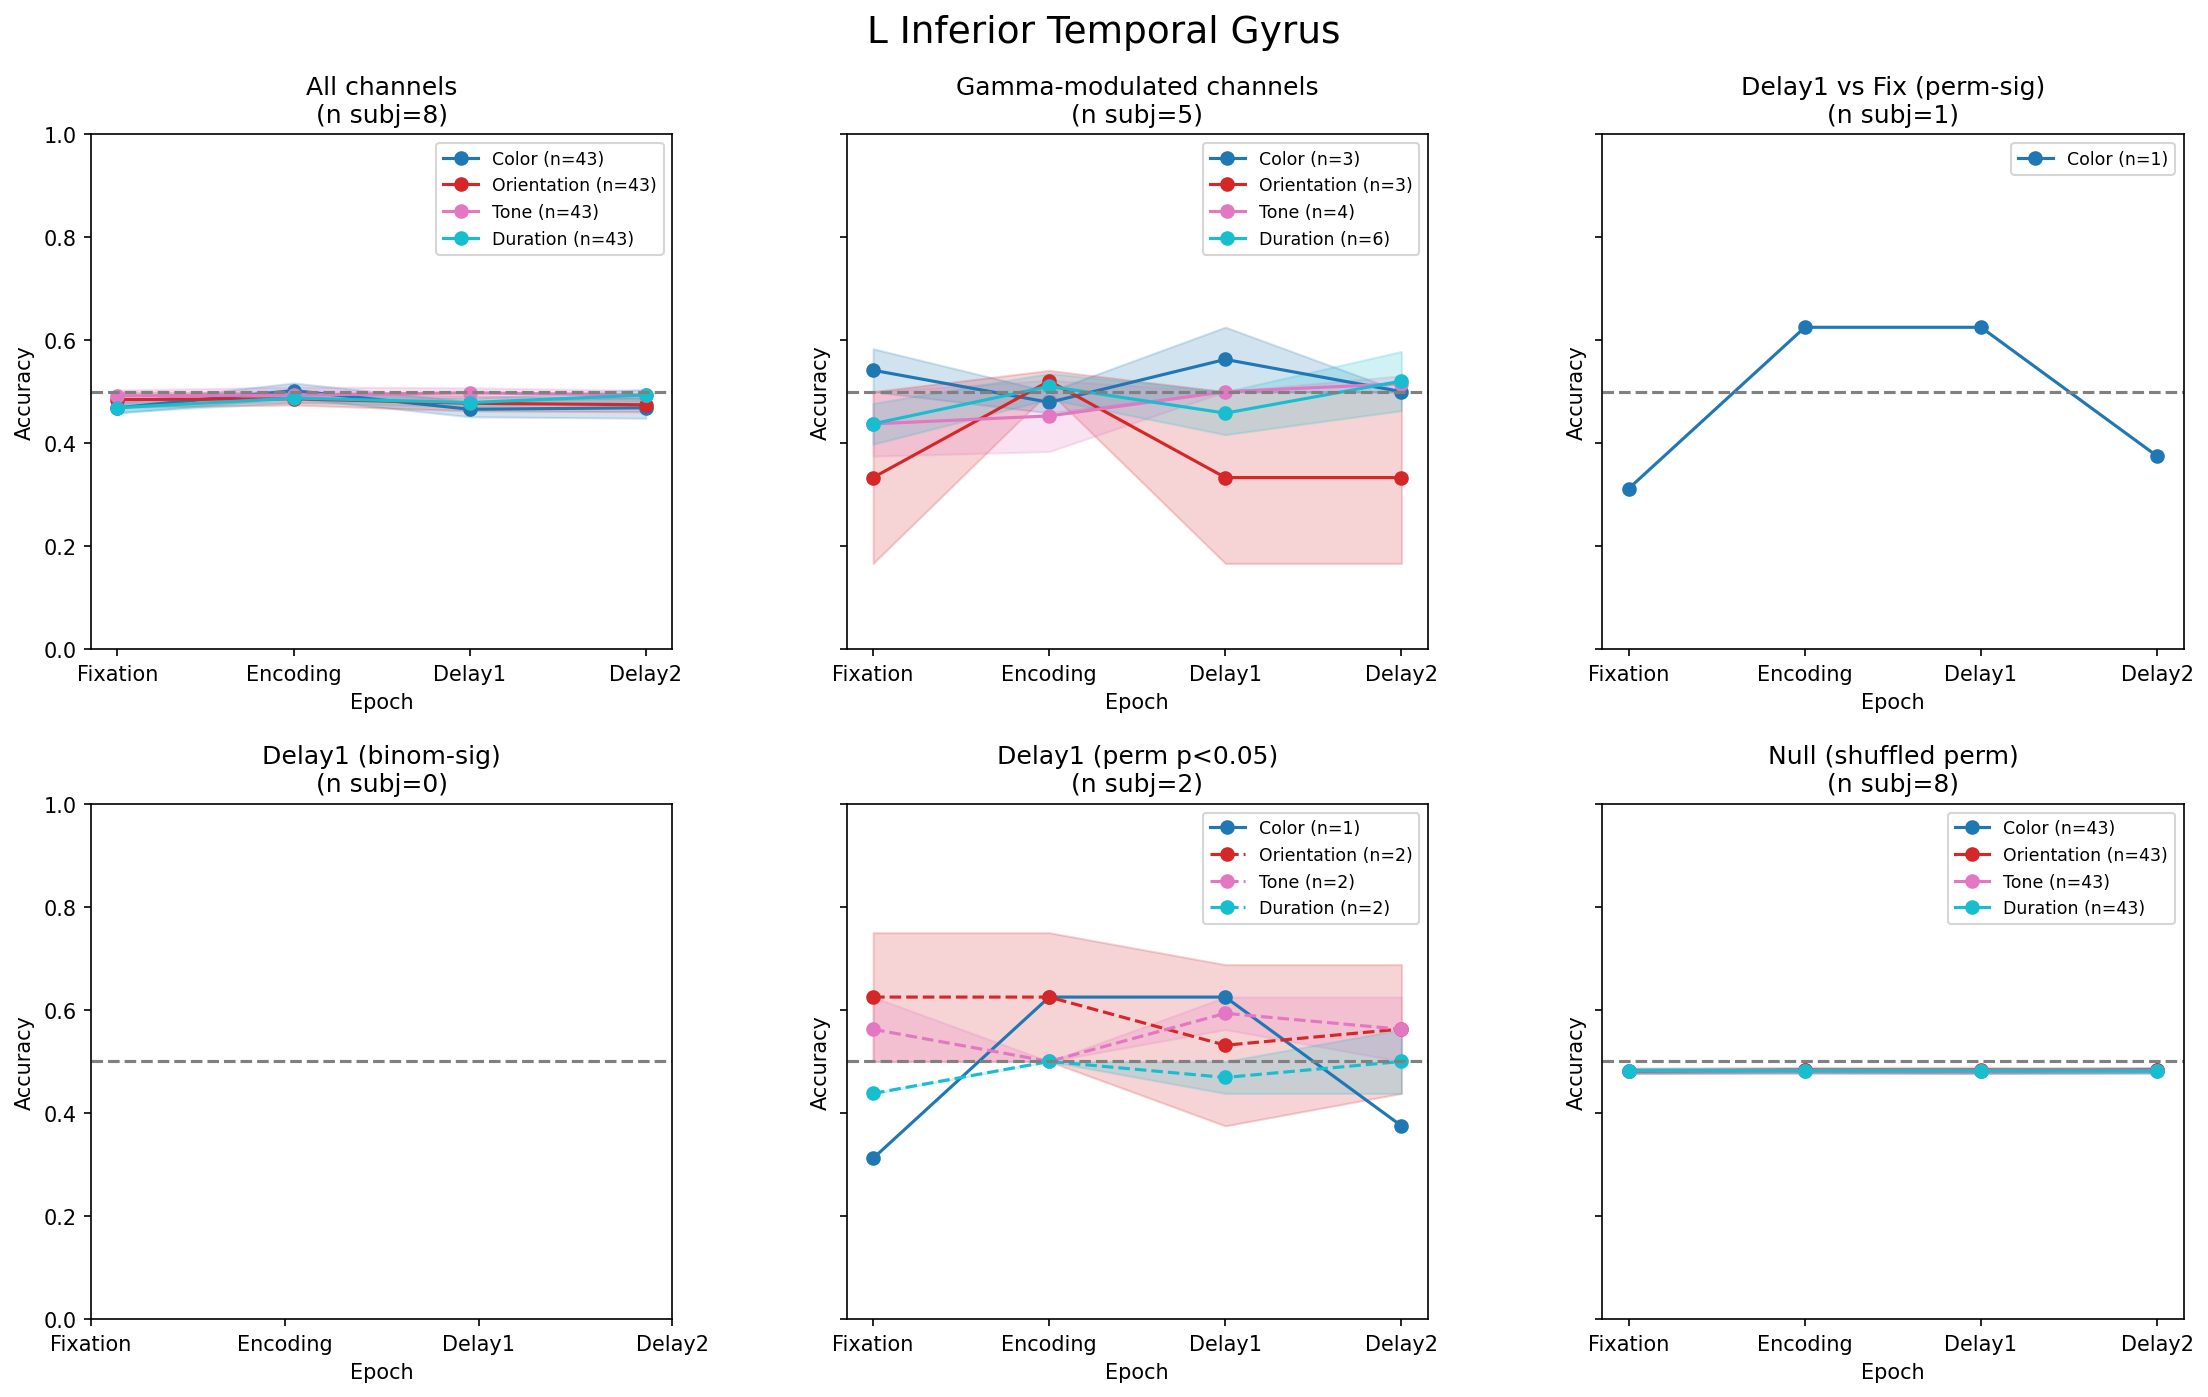 L Inferior Temporal Gyrus
All channels
(n subj=8)
Accuracy
1.0
0.8
0.6
0.4
0.2
0.0
Color (n=43)
Orientation (n=43)
Tone (n=43)
Duration (n=43)
Fixation Encoding Delay1 Delay2
Epoch
Gamma-modulated channels
(n subj=5)
Accuracy
Color (n=3)
Orientation (n=3)
Tone (n=4)
Duration (n=6)
Fixation Encoding Delay1 Delay2
Epoch
Delay1 vs Fix (perm-sig)
(n subj=1)
Accuracy
Color (n=1)
Fixation Encoding Delay1 Delay2
Epoch
Delay1 (binom-sig)
(n subj=0)
Accuracy
1.0
0.8
0.6
0.4
0.2
0.0
Fixation Encoding Delay1 Delay2
Epoch
Delay1 (perm p<0.05)
(n subj=2)
Accuracy
Color (n=1)
Orientation (n=2)
Tone (n=2)
Duration (n=2)
Fixation Encoding Delay1 Delay2
Epoch
Null (shuffled perm)
(n subj=8)
Accuracy
Color (n=43)
Orientation (n=43)
Tone (n=43)
Duration (n=43)
Fixation Encoding Delay1 Delay2
Epoch